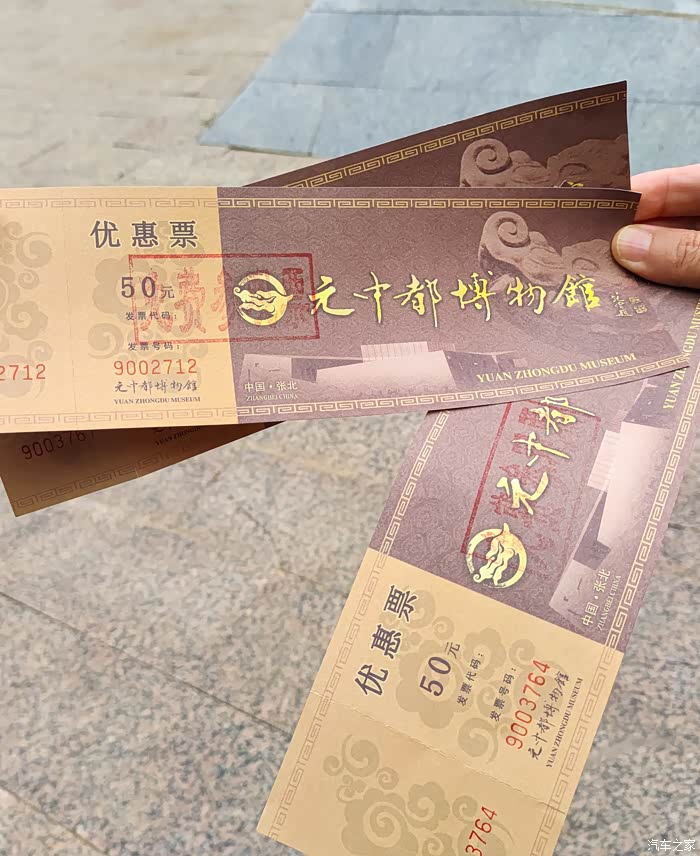 优惠票
50元
发票代码：
发票号码：
9002712
元中都博物館
YUAN ZHONGDU MUSEUM
2712
元中都博物館
中国·张北
ZHANGBEI CHINA
YUAN ZHONGDU MUSEUM
900376
YUAN ZHONGDU
元中都
中国·张北
ZHANGBEI CHINA
优惠票
50元
发票代码：
发票号码：
9003764
元中都博物館
YUAN ZHONGDU MUSEUM
3764
汽车之家